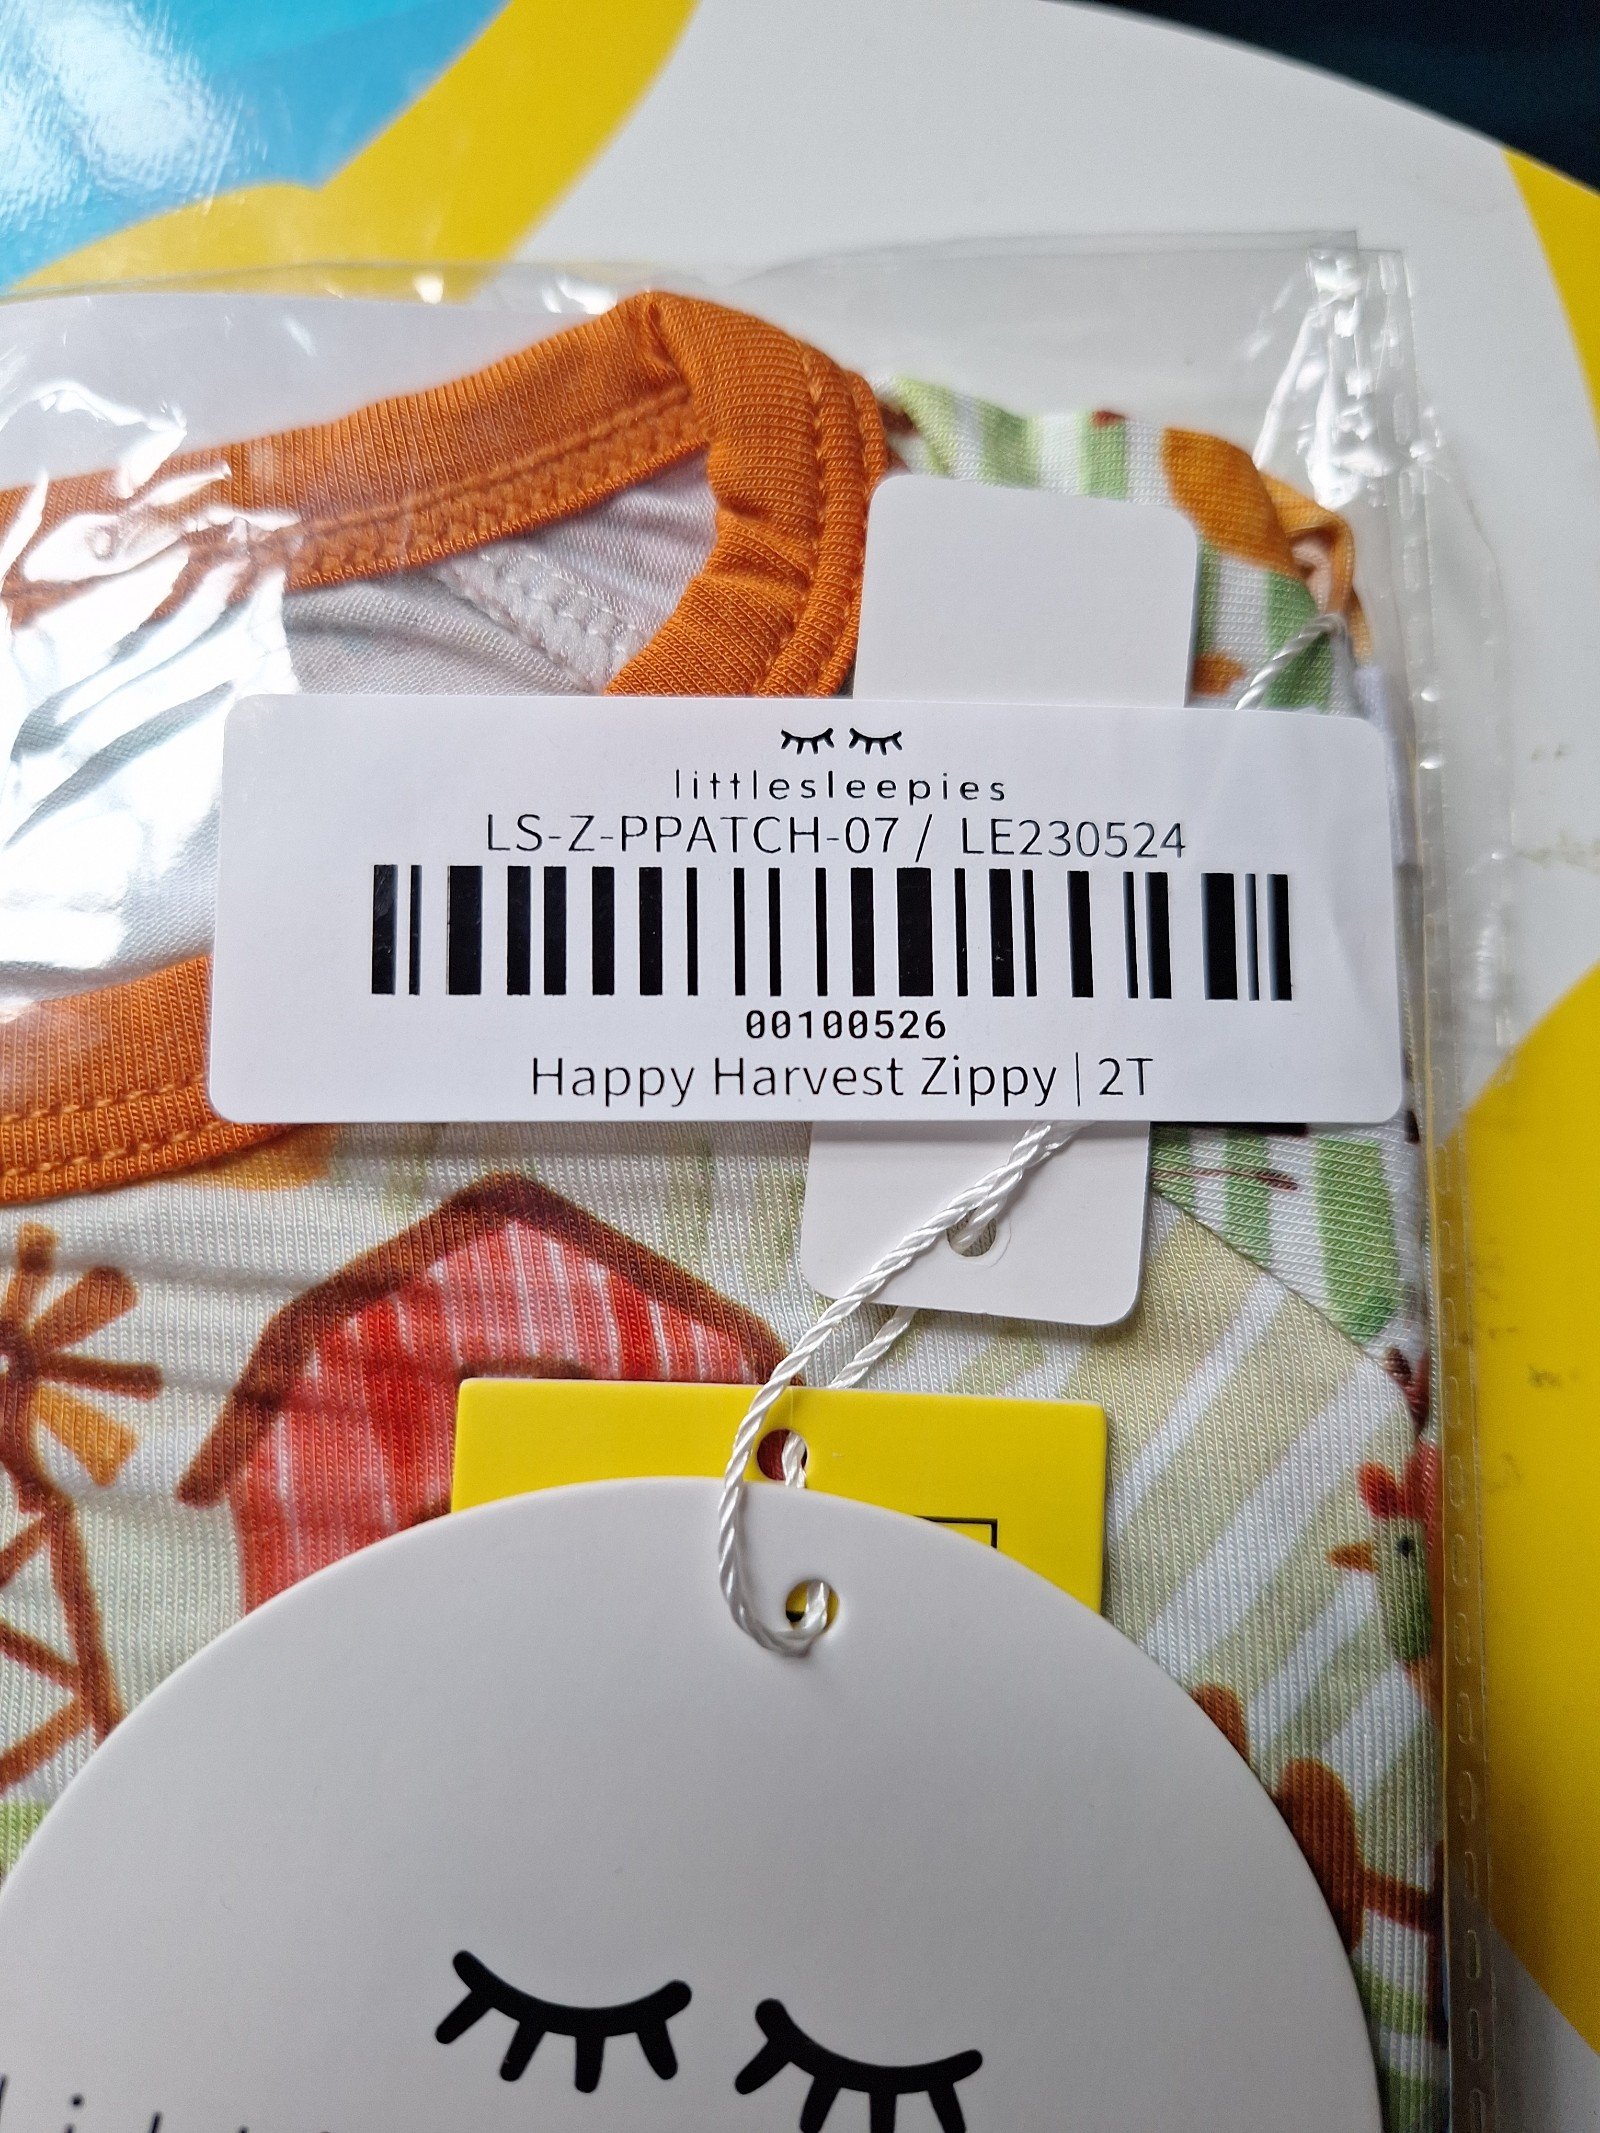 littlesleepies
LS-Z-PPATCH-07 / LE230524
00100526
Happy Harvest Zippy | 2T